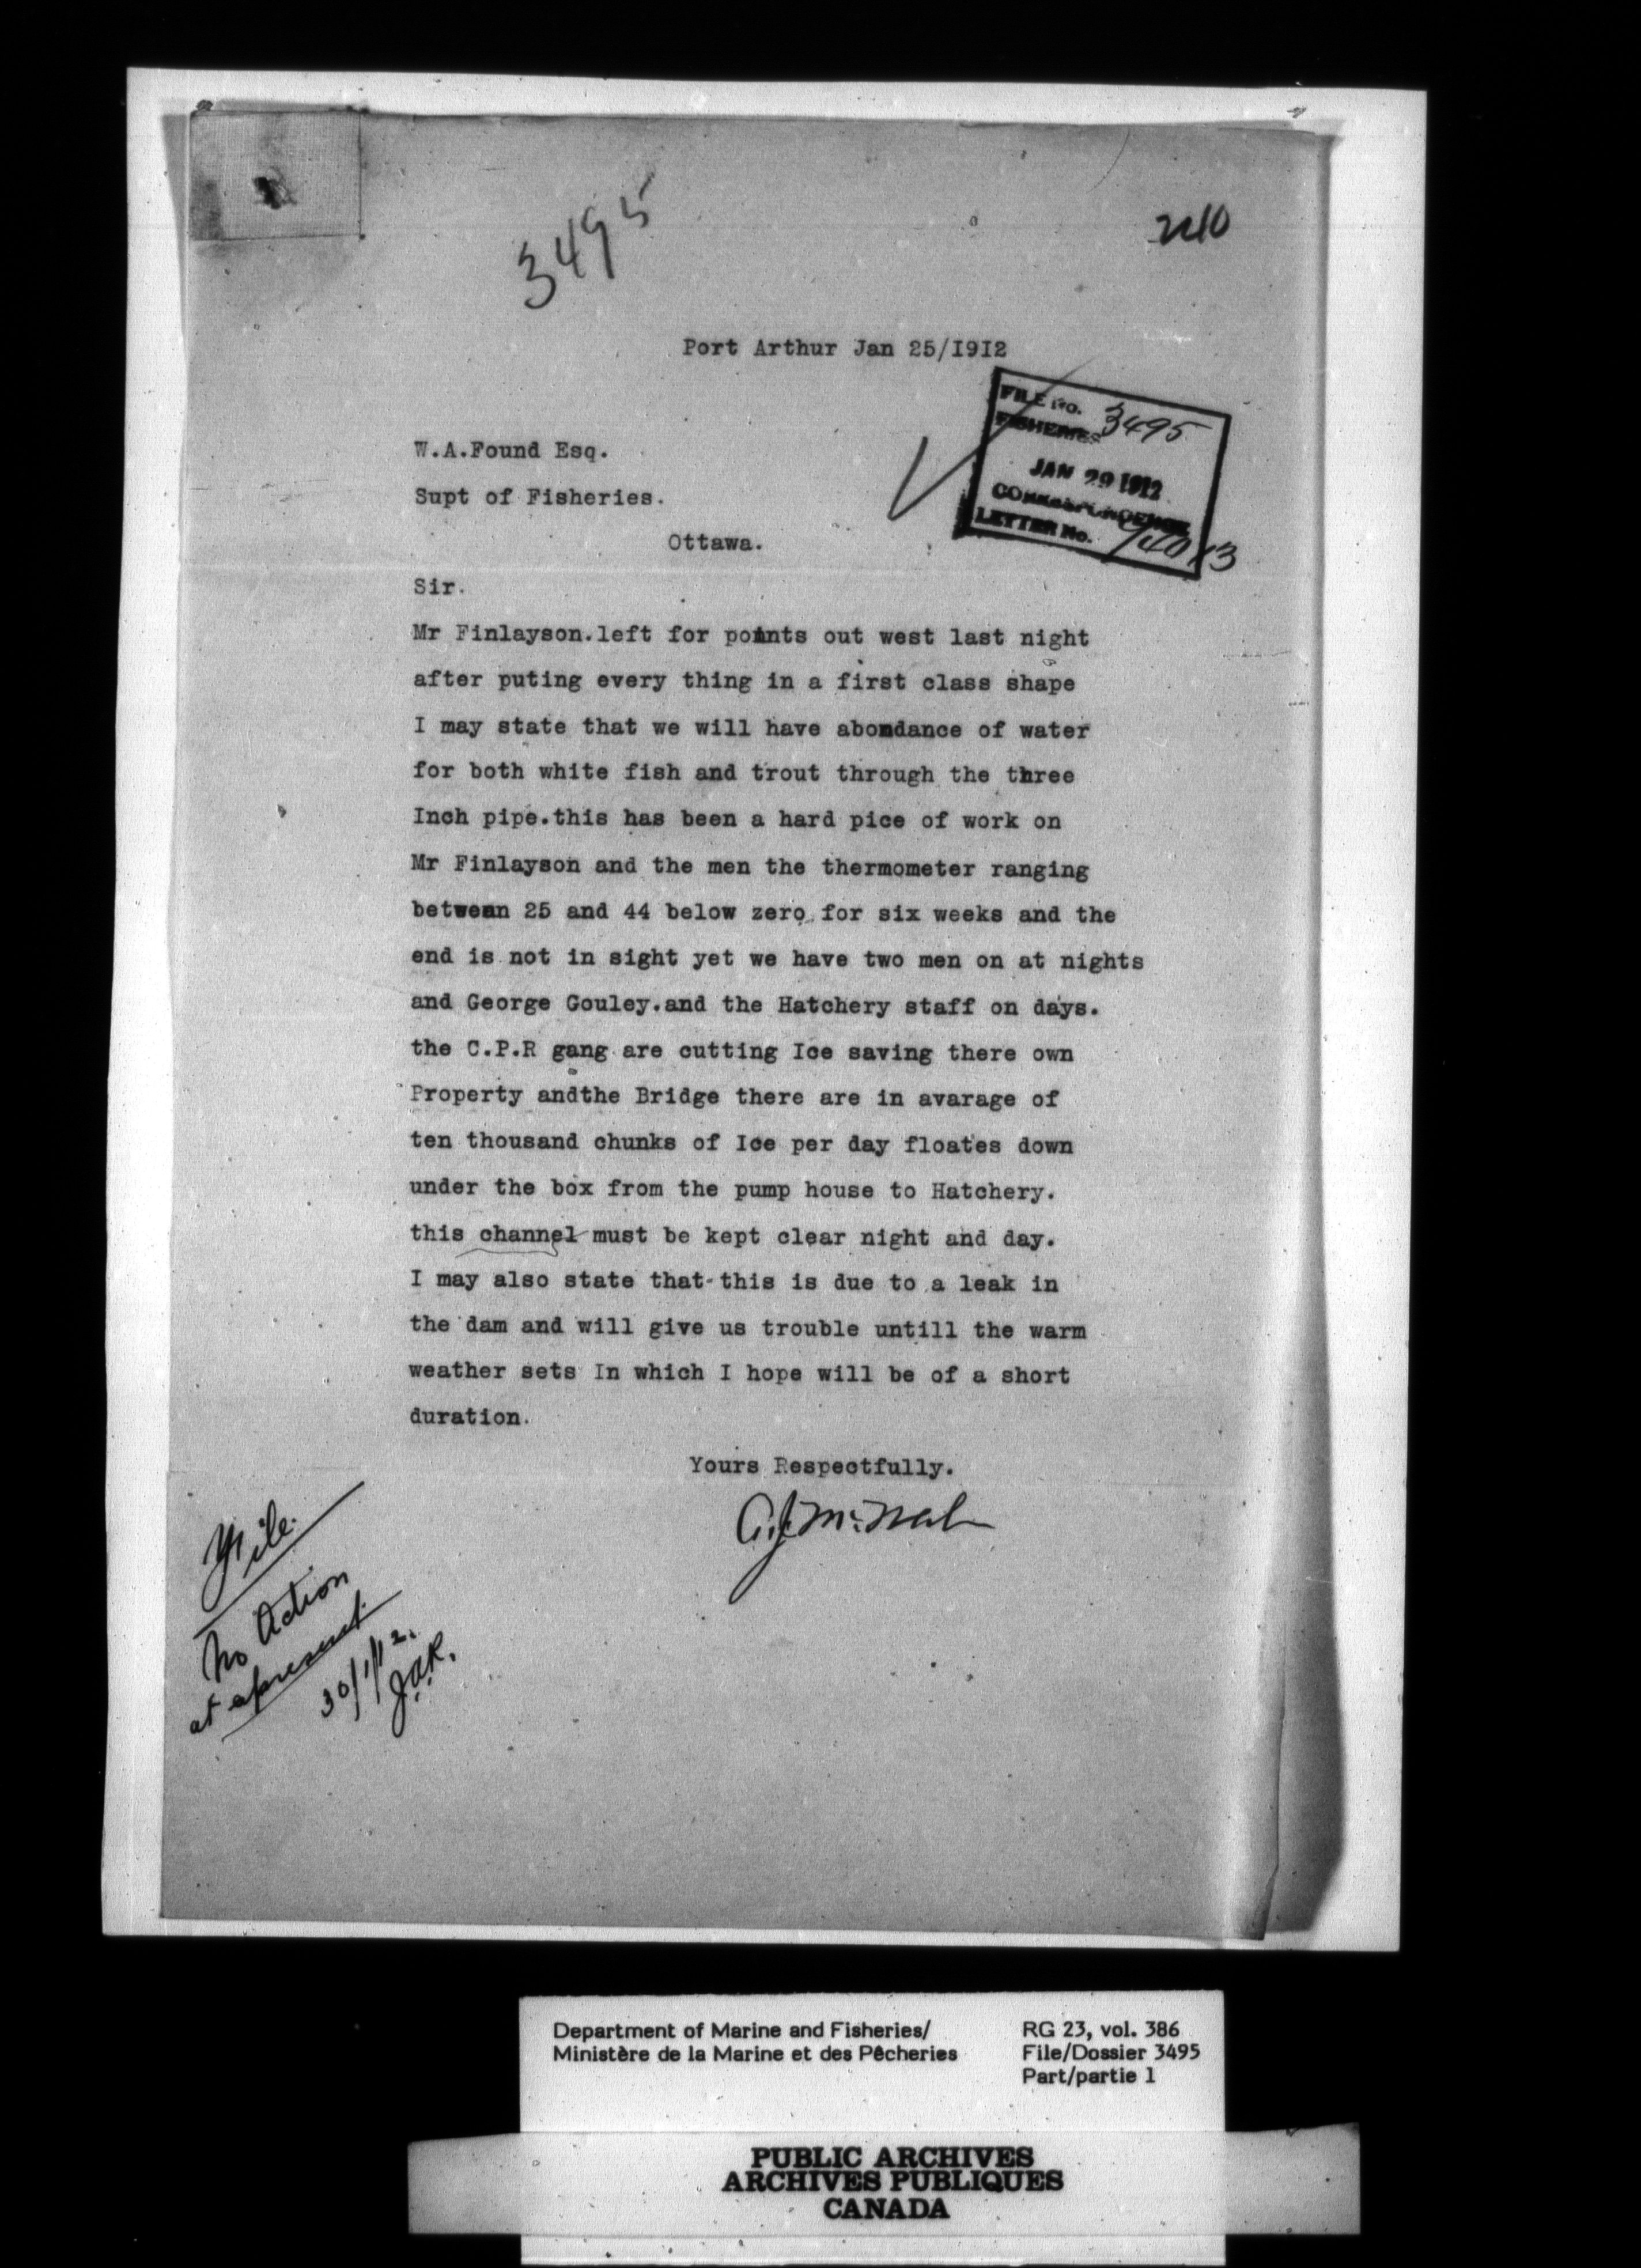 3495
Port Arthur Jan 25/I9I2
FILE No. 3495
FISHERIES
JAN 29 1912
CORRESPONDENCE
LETTER No.
W.A.Found Esq.
Supt of Fisheries.
Ottawa.
Sir.
Mr Finlayson.left for points out west last night
after puting every thing in a first class shape
I may state that we will have abondance of water
for both white fish and trout through the three
Inch pipe.this has been a hard pice of work on
Mr Finlayson and the men the thermometer ranging
between 25 and 44 below zero for six weeks and the
end is not in sight yet we have two men on at nights
and George Gouley.and the Hatchery staff on days.
the C.P.R gang are cutting Ice saving there own
Property andthe Bridge there are in avarage of
ten thousand chunks of Ice per day floates down
under the box from the pump house to Hatchery.
this channel must be kept clear night and day.
I may also state that this is due to a leak in
the dam and will give us trouble untill the warm
weather sets In which I hope will be of a short
duration.
Yours Respectfully.
File.
No Action
at present.
30/1/12.
J.A.R.
Department of Marine and Fisheries/
Ministère de la Marine et des Pêcheries
RG 23, vol. 386
File/Dossier 3495
Part/partie 1
PUBLIC ARCHIVES
ARCHIVES PUBLIQUES
CANADA